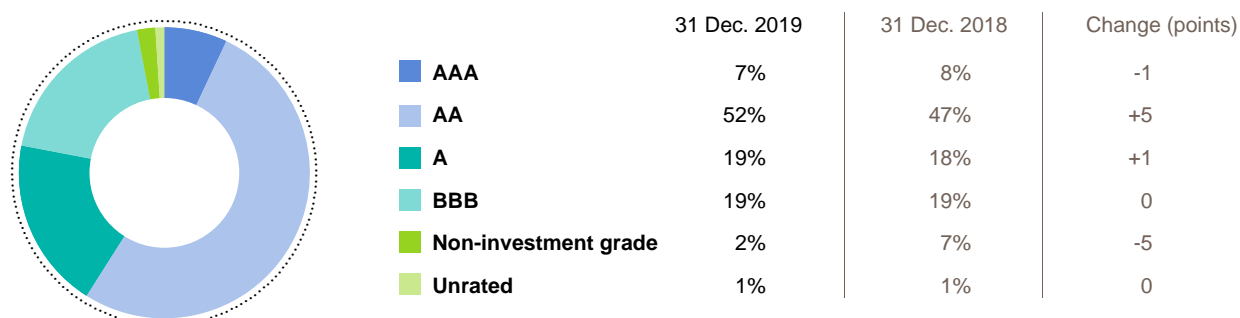 31 Dec. 2019 31 Dec. 2018 Change (points)
AAA 7% 8% -1
AA 52% 47% +5
A 19% 18% +1
BBB 19% 19% 0
Non-investment grade 2% 7% -5
Unrated 1% 1% 0